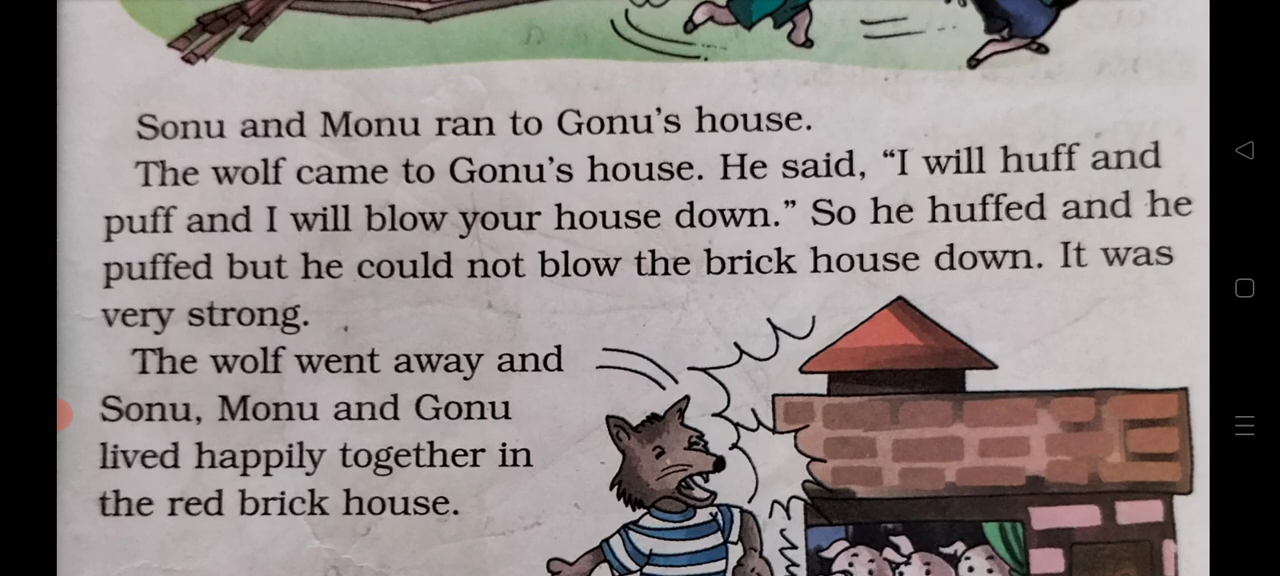 Sonu and Monu ran to Gonu's house.
The wolf came to Gonu's house. He said, "I will huff and
puff and I will blow your house down." So he huffed and he
puffed but he could not blow the brick house down. It was
very strong.
The wolf went away and
Sonu, Monu and Gonu
lived happily together in
the red brick house.